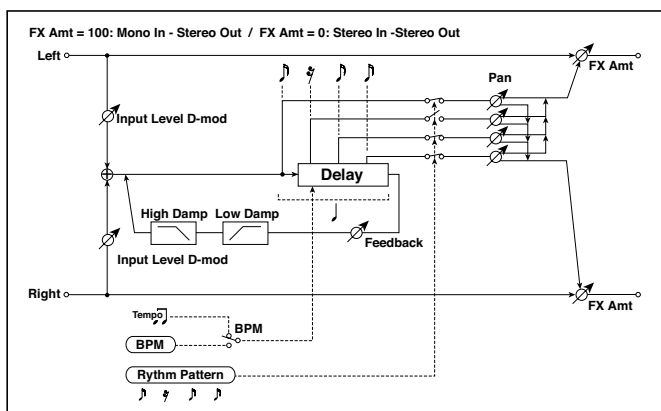 FX Amt = 100: Mono In - Stereo Out / FX Amt = 0: Stereo In -Stereo Out
Left
FX Amt
Pan
Input Level D-mod
Delay
High Damp
Low Damp
Feedback
Input Level D-mod
Right
FX Amt
Tempo
BPM
BPM
Rythm Pattern